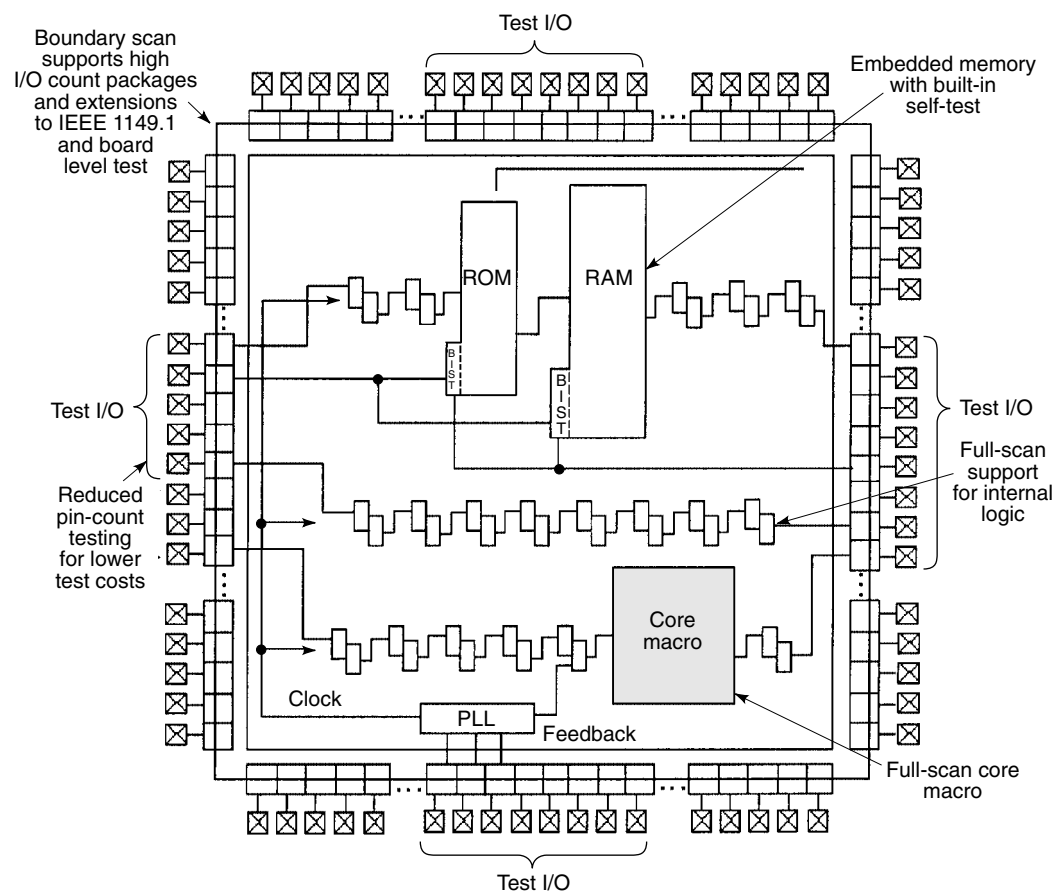 Test I/O
Boundary scan
supports high
I/O count packages
and extensions
to IEEE 1149.1
and board
level test
Embedded memory
with built-in
self-test
ROM
RAM
BIST
BIST
Test I/O
Test I/O
Reduced
pin-count
testing
for lower
test costs
Full-scan
support
for internal
logic
Core
macro
Clock
PLL
Feedback
Full-scan core
macro
Test I/O